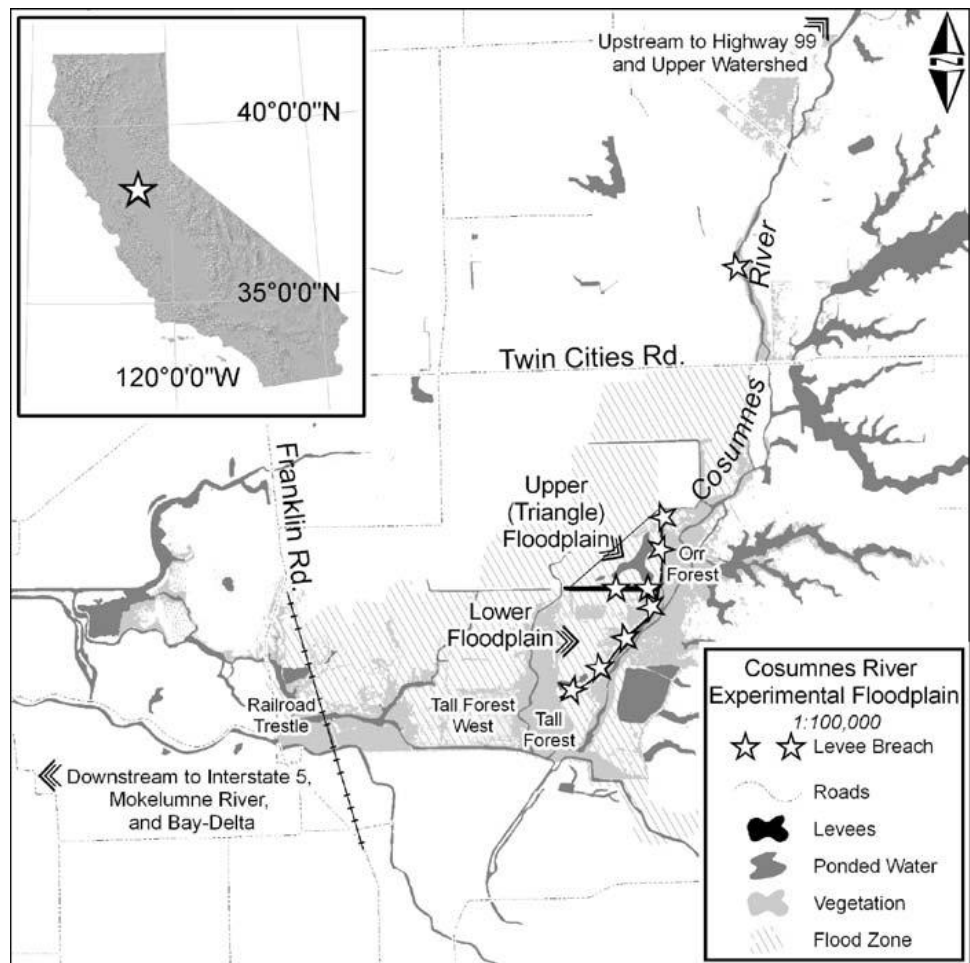 Upstream to Highway 99
and Upper Watershed
N
40°0'0"N
35°0'0"N
120°0'0"W
River
Twin Cities Rd.
Cosumnes
Franklin Rd.
Upper
(Triangle)
Floodplain
Orr
Forest
Lower
Floodplain
Railroad
Trestle
Tall Forest
West
Tall
Forest
Downstream to Interstate 5,
Mokelumne River,
and Bay-Delta
Cosumnes River
Experimental Floodplain
1:100,000
Levee Breach
Roads
Levees
Ponded Water
Vegetation
Flood Zone